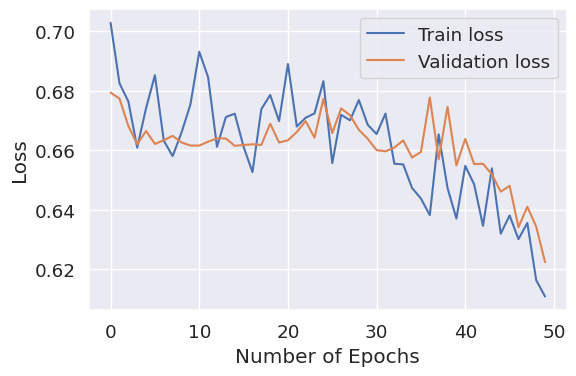 0.70
0.68
0.66
0.64
0.62
Loss
Train loss
Validation loss
0 10 20 30 40 50
Number of Epochs